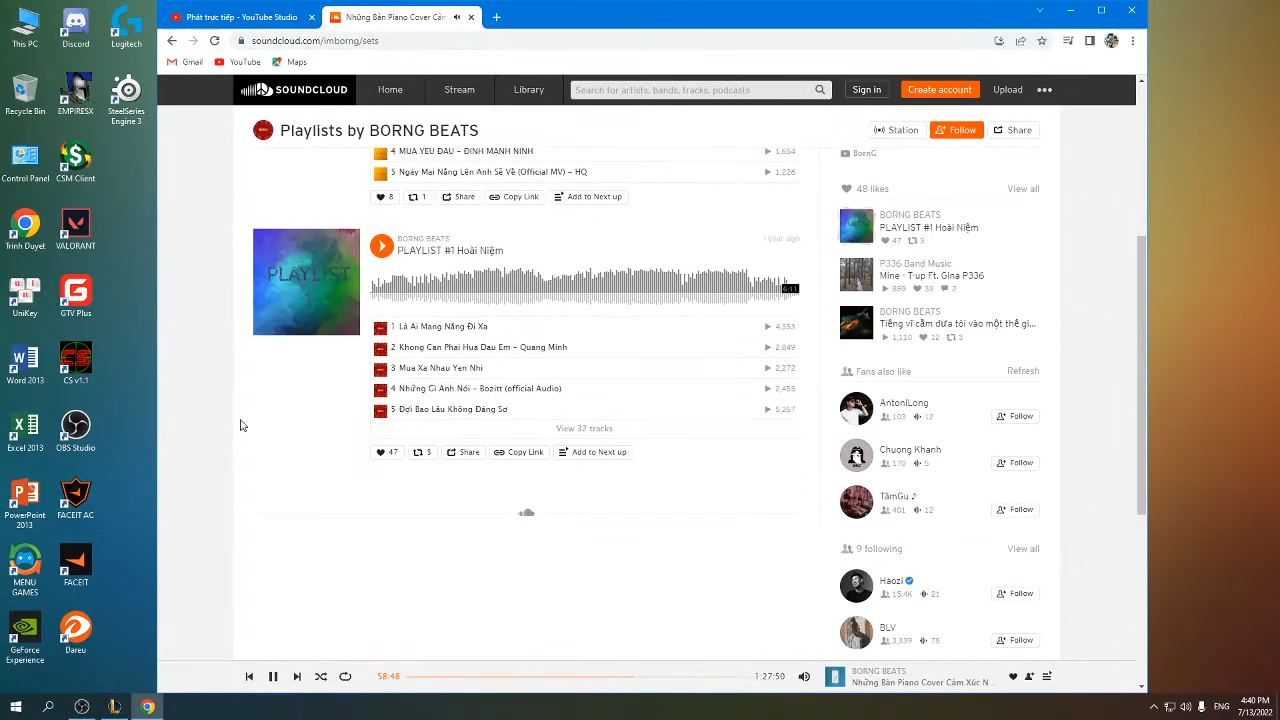 Phát trực tiếp - YouTube Studio
Những Bản Piano Cover Cảm
soundcloud.com/imborng/sets
Gmail
YouTube
Maps
SOUNDCLOUD
Home
Stream
Library
Search for artists, bands, tracks, podcasts
Sign in
Create account
Upload
Playlists by BORNG BEATS
Station
Follow
Share
4 MUA YEU DAU - ĐINH MẠNH NINH
1,654
5 Ngày Mai Nắng Lên Anh Sẽ Về (Official MV) - HQ
1,226
8
1
Share
Copy Link
Add to Next up
PLAYLIST
BORNG BEATS
1 year ago
PLAYLIST #1 Hoài Niệm
6:11
1 Là Ai Mang Nắng Đi Xa
4,353
2 Khong Can Phai Hua Dau Em - Quang Minh
2,849
3 Mua Xa Nhau Yen Nhi
2,272
4 Những Gì Anh Nói - Bozitt (official Audio)
2,455
5 Đợi Bao Lâu Không Đáng Sợ
5,267
View 32 tracks
47
3
Share
Copy Link
Add to Next up
BornG
48 likes
View all
BORNG BEATS
PLAYLIST #1 Hoài Niệm
47
3
P336 Band Music
Mine - T-up Ft. Gina P336
859
33
2
BORNG BEATS
Tiếng vĩ cầm đưa tôi vào một thế gi...
1,110
12
3
Fans also like
Refresh
AntoniLong
103
12
Follow
Chuong Khanh
170
5
Follow
TâmGu ♪
401
12
Follow
9 following
View all
Haozi
15.4K
21
Follow
BLV
3,339
78
Follow
58:48
1:27:50
BORNG BEATS
Những Bản Piano Cover Cảm Xúc N...
This PC
Discord
Logitech
Recycle Bin
EMPIRESX
SteelSeries
Engine 3
Control Panel
CSM Client
Trinh Duyet
VALORANT
UniKey
GTV Plus
Word 2013
CS v1.1
Excel 2013
OBS Studio
PowerPoint
2013
FACEIT AC
MENU
GAMES
FACEIT
GeForce
Experience
Dareu
ENG
4:40 PM
7/13/2022